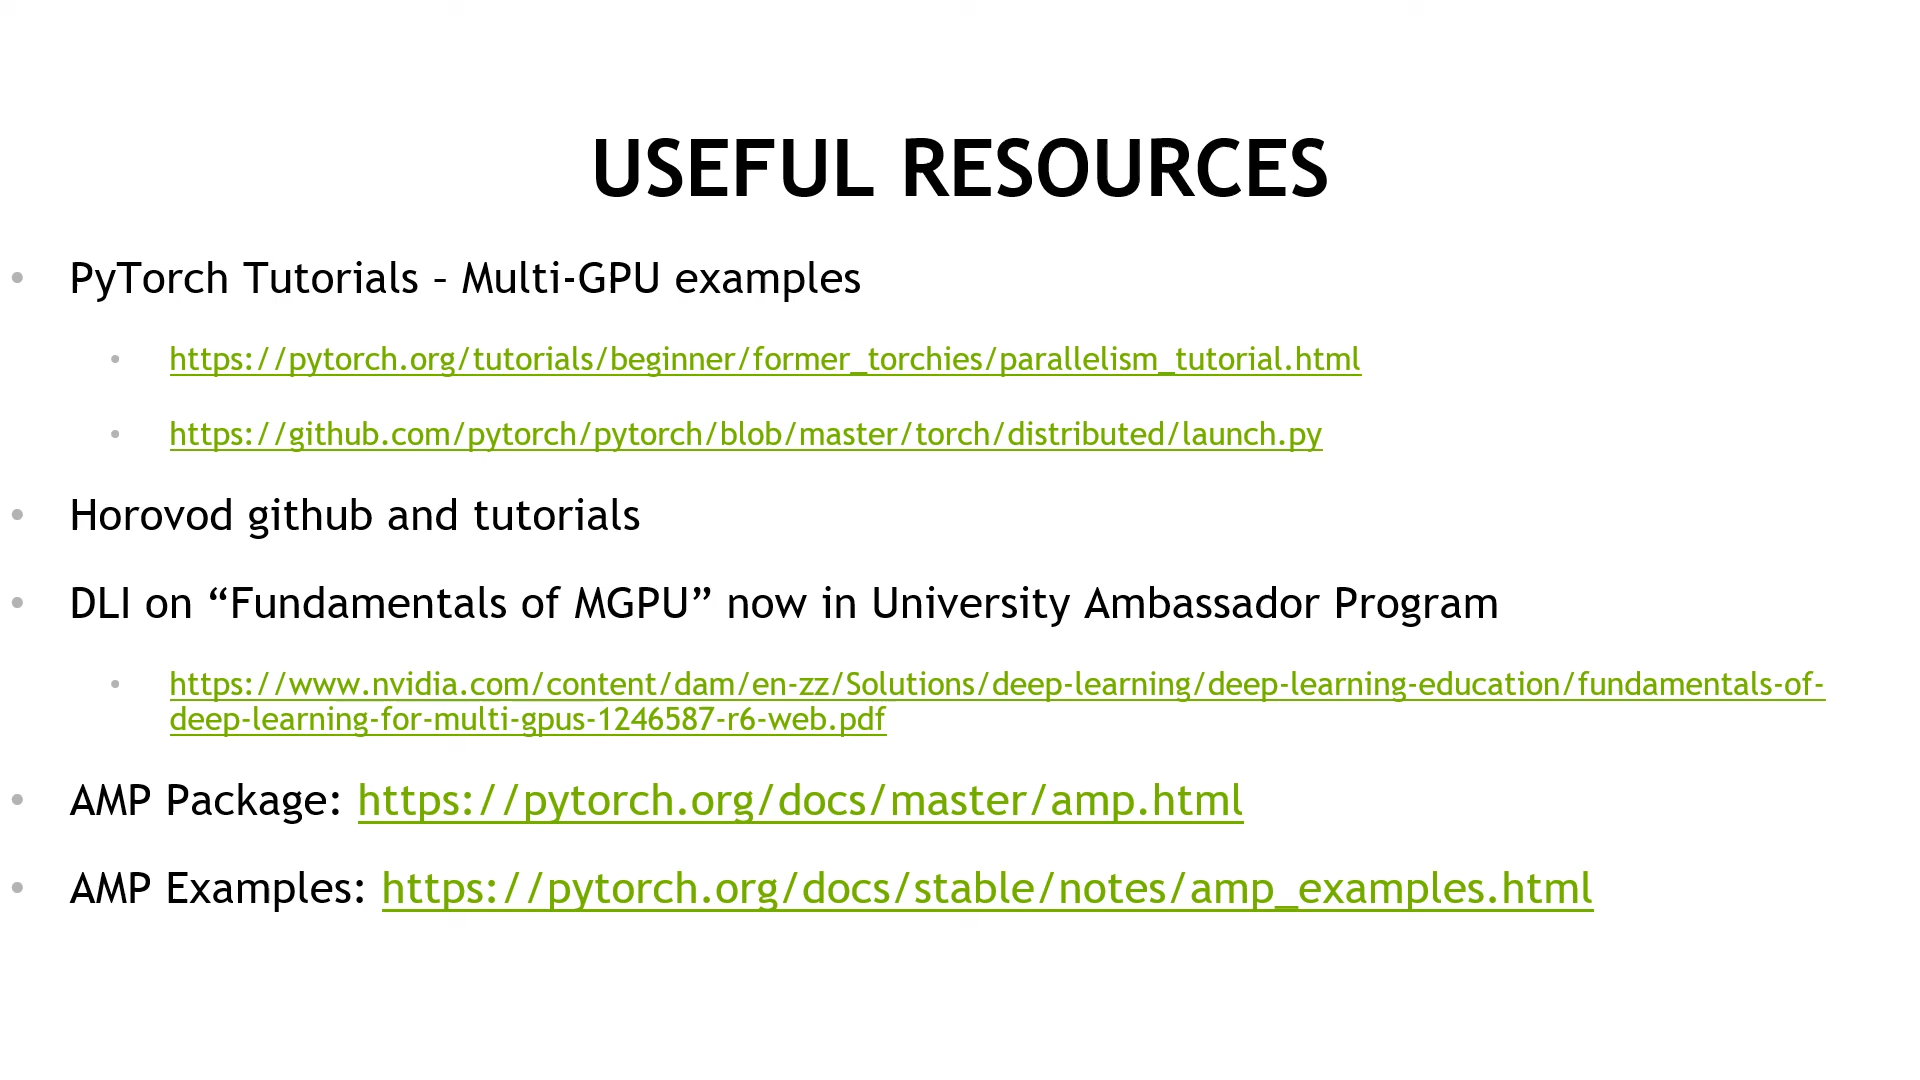 USEFUL RESOURCES
• PyTorch Tutorials – Multi-GPU examples
• https://pytorch.org/tutorials/beginner/former_torchies/parallelism_tutorial.html
• https://github.com/pytorch/pytorch/blob/master/torch/distributed/launch.py
• Horovod github and tutorials
• DLI on “Fundamentals of MGPU” now in University Ambassador Program
• https://www.nvidia.com/content/dam/en-zz/Solutions/deep-learning/deep-learning-education/fundamentals-of-
deep-learning-for-multi-gpus-1246587-r6-web.pdf
• AMP Package: https://pytorch.org/docs/master/amp.html
• AMP Examples: https://pytorch.org/docs/stable/notes/amp_examples.html